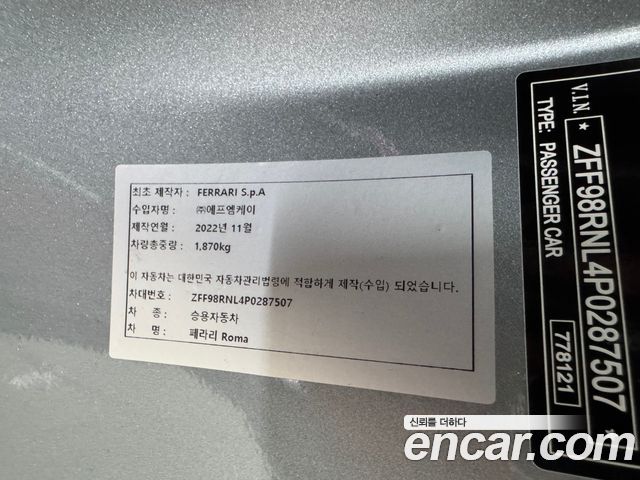 최초 제작자 : FERRARI S.p.A
수입자명 : ㈜에프엠케이
제작연월 : 2022년 11월
차량총중량 : 1,870kg
이 자동차는 대한민국 자동차관리법령에 적합하게 제작(수입) 되었습니다.
차대번호 : ZFF98RNL4P0287507
차 종 : 승용자동차
차 명 : 페라리 Roma
V.I.N.
* ZFF98RNL4P0287507 *
TYPE: PASSENGER CAR
778121
신뢰를 더하다
encar.com